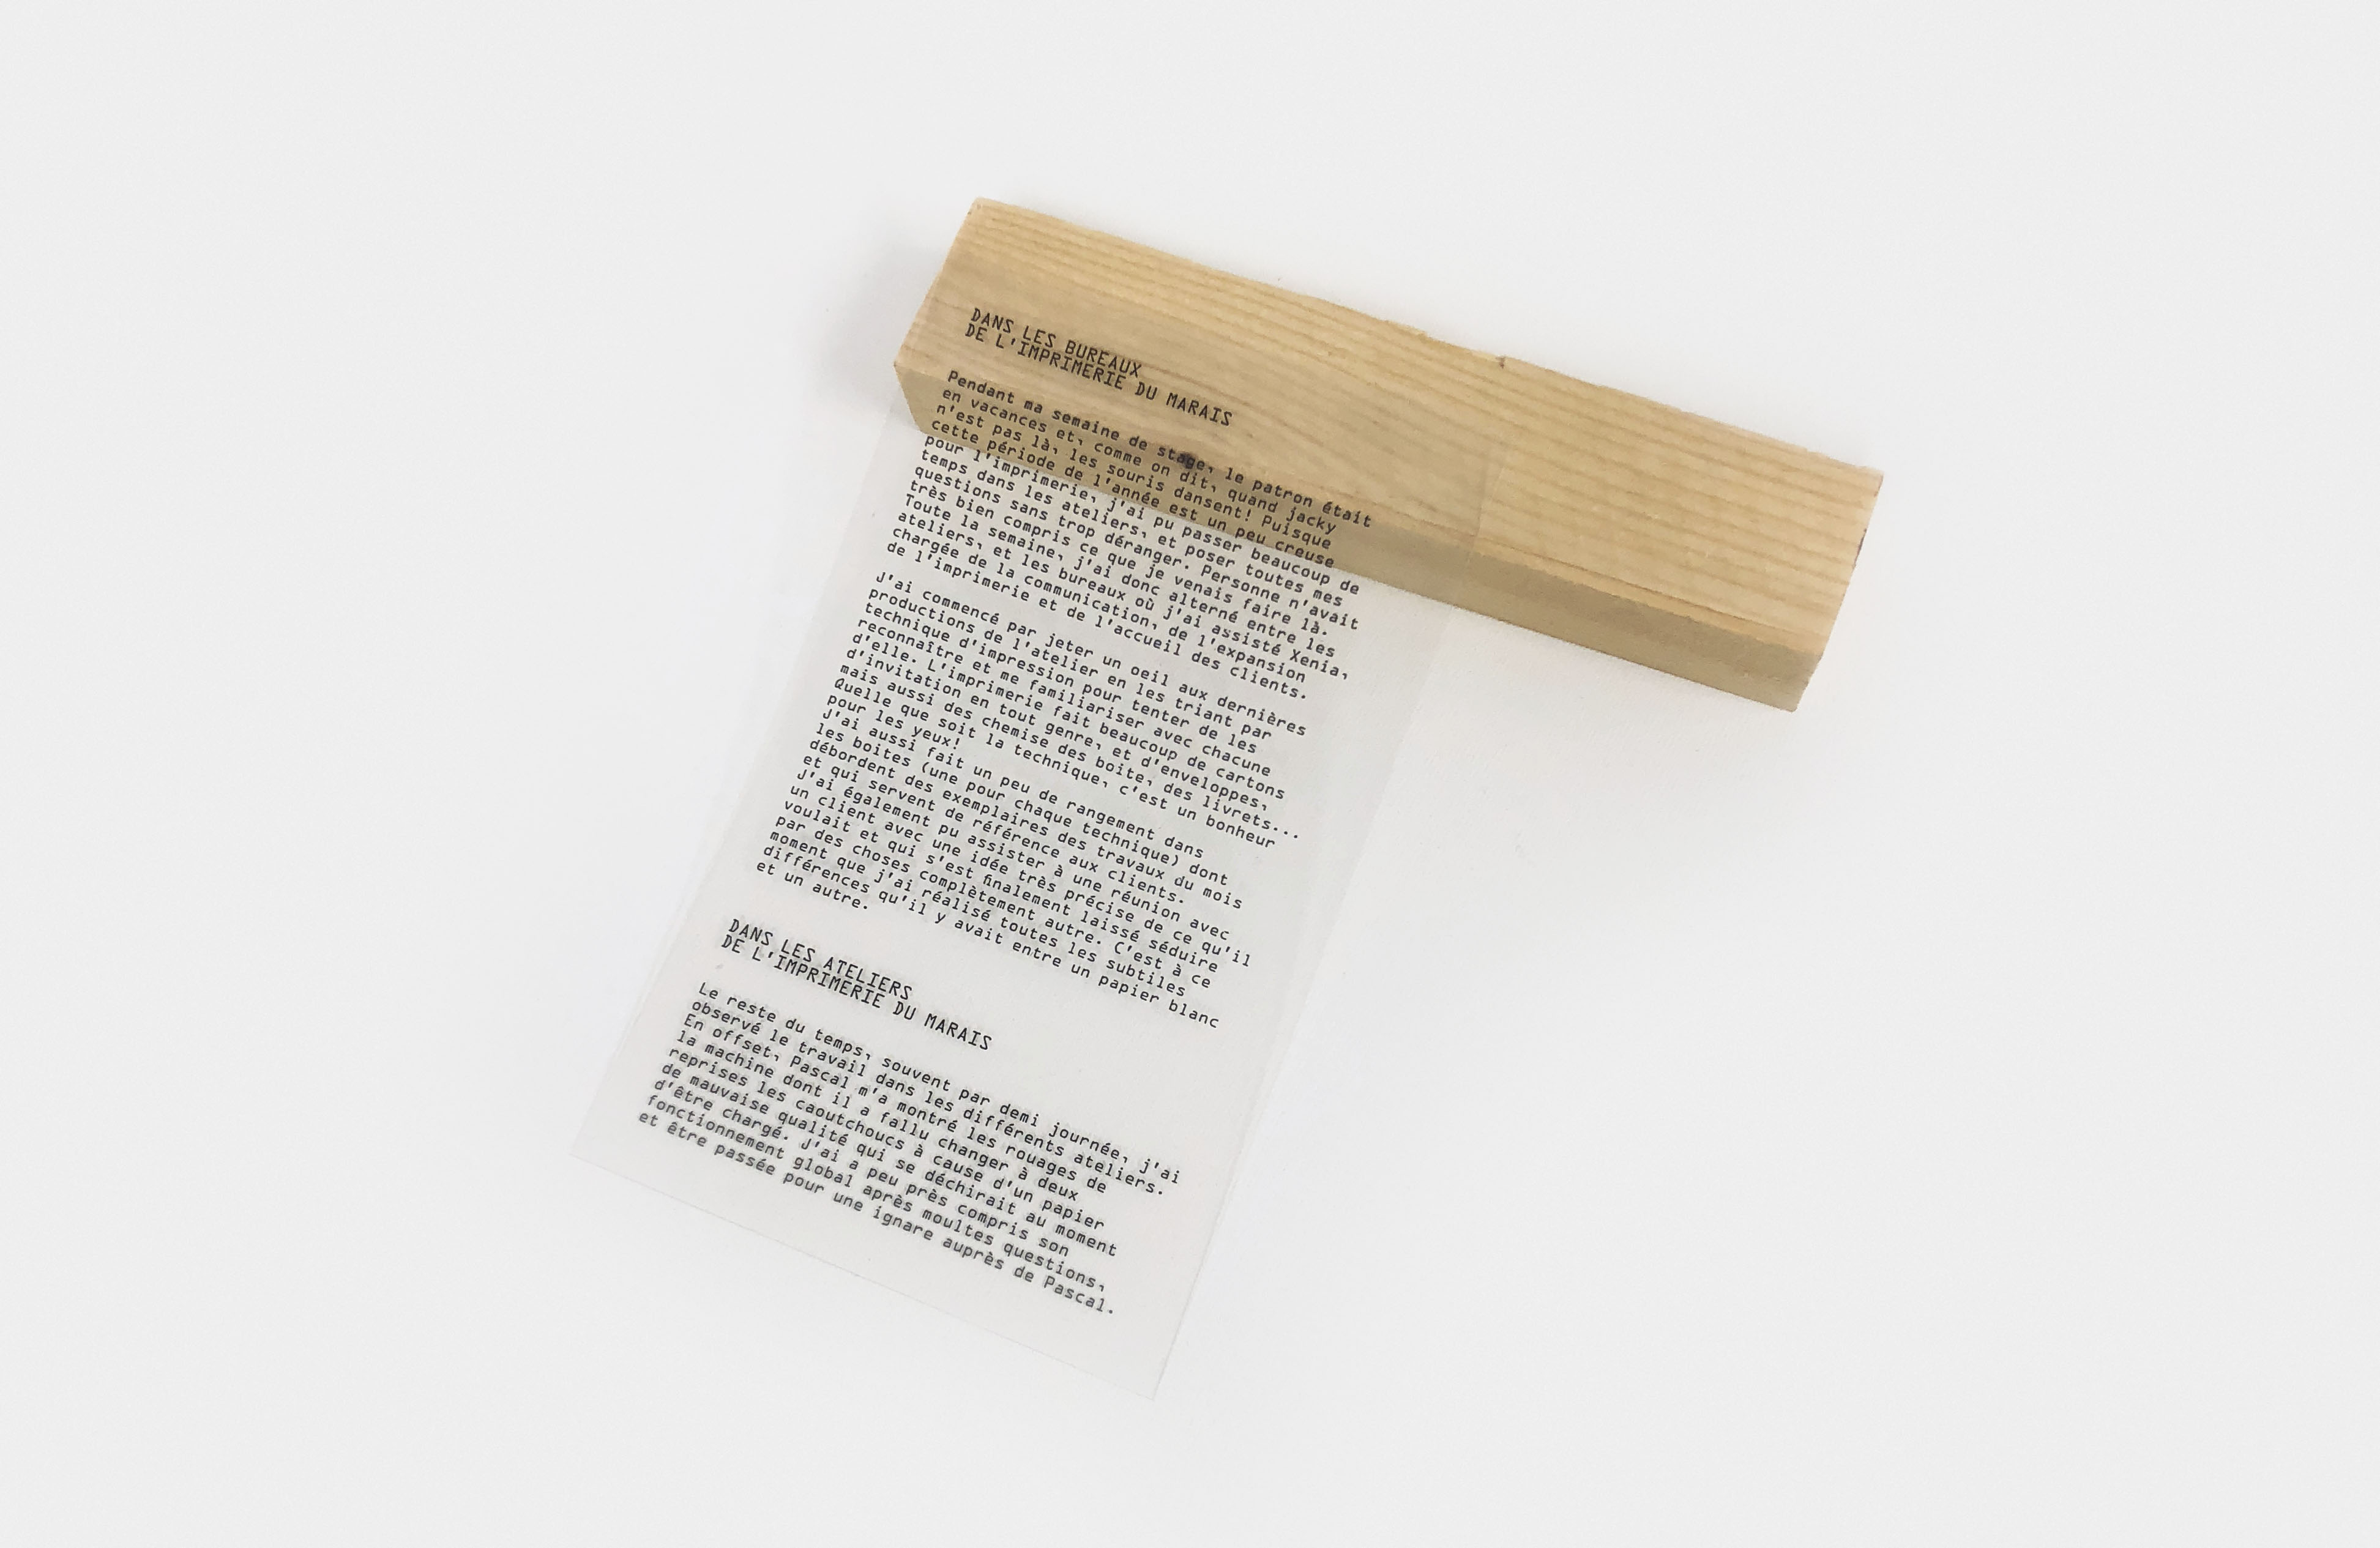 DANS LES BUREAUX
DE L'IMPRIMERIE DU MARAIS
Pendant ma semaine de stage, le patron était
en vacances et, comme on dit, quand jacky
n'est pas là, les souris dansent! Puisque
cette période de l'année est un peu creuse
pour l'imprimerie, j'ai pu passer beaucoup de
temps dans les ateliers, et poser toutes mes
questions sans trop déranger. Personne n'avait
très bien compris ce que je venais faire là.
Toute la semaine, j'ai donc alterné entre les
ateliers, et les bureaux où j'ai assisté Xenia,
chargée de la communication, de l'expansion
de l'imprimerie et de l'accueil des clients.
J'ai commencé par jeter un oeil aux dernières
productions de l'atelier en les triant par
technique d'impression pour tenter de les
reconnaître et me familiariser avec chacune
d'elle. L'imprimerie fait beaucoup de cartons
d'invitation en tout genre, et d'enveloppes,
mais aussi des chemise des boite, des livrets...
Quelle que soit la technique, c'est un bonheur
pour les yeux!
J'ai aussi fait un peu de rangement dans
les boites (une pour chaque technique) dont
débordent des exemplaires des travaux du mois
et qui servent de référence aux clients.
J'ai également pu assister à une réunion avec
un client avec une idée très précise de ce qu'il
voulait et qui s'est finalement laissé séduire
par des choses complètement autre. C'est à ce
moment que j'ai réalisé toutes les subtiles
différences qu'il y avait entre un papier blanc
et un autre.
DANS LES ATELIERS
DE L'IMPRIMERIE DU MARAIS
Le reste du temps, souvent par demi journée, j'ai
observé le travail dans les différents ateliers.
En offset, Pascal m'a montré les rouages de
la machine dont il a fallu changer à deux
reprises les caoutchoucs à cause d'un papier
de mauvaise qualité qui se déchirait au moment
d'être chargé. J'ai a peu près compris son
fonctionnement global après moultes questions,
et être passée pour une ignare auprès de Pascal.